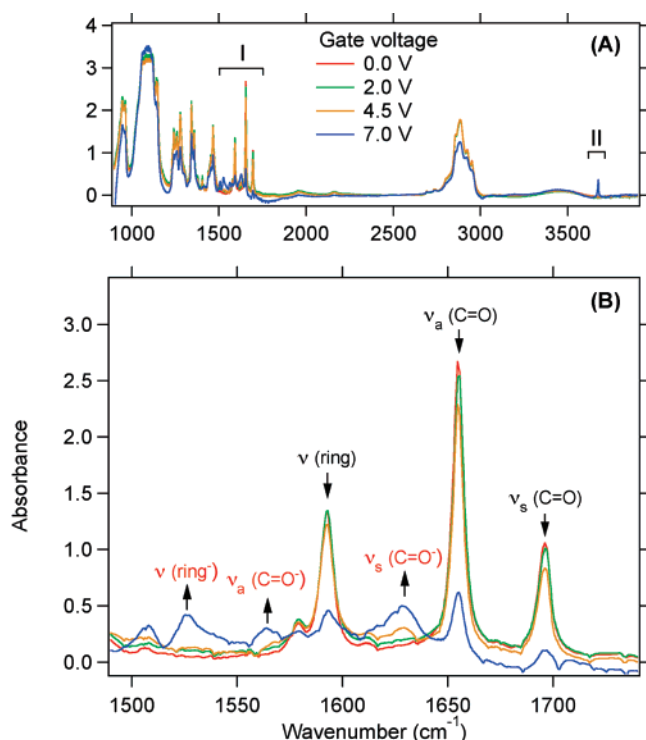 Gate voltage
0.0 V
2.0 V
4.5 V
7.0 V
I
II
(A)
4
3
2
1
0
1000 1500 2000 2500 3000 3500
(B)
νa (C=O)
ν (ring)
νs (C=O)
ν (ring-)
νa (C=O-)
νs (C=O-)
Absorbance
3.0
2.5
2.0
1.5
1.0
0.5
0.0
1500 1550 1600 1650 1700
Wavenumber (cm-1)